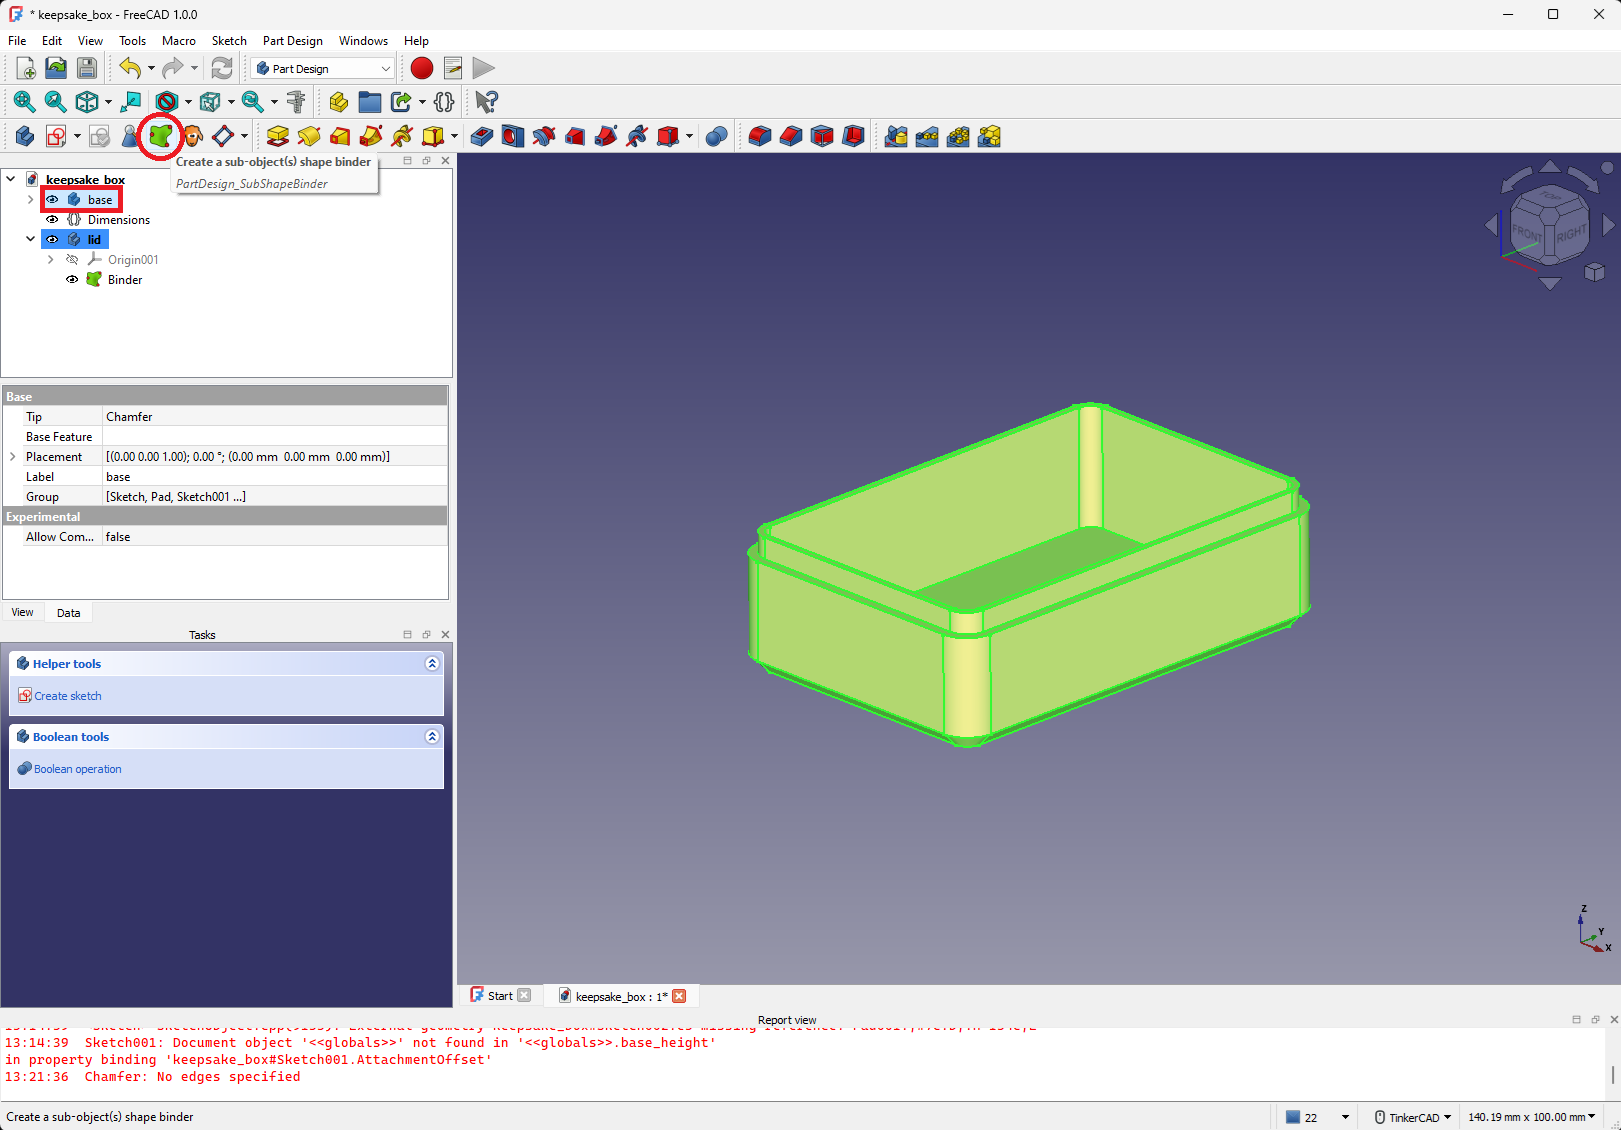 * keepsake_box - FreeCAD 1.0.0
File Edit View Tools Macro Sketch Part Design Windows Help
Part Design
Create a sub-object(s) shape binder
PartDesign_SubShapeBinder
keepsake_box
base
Dimensions
lid
Origin001
Binder
TOP
FRONT
RIGHT
Base
Tip Chamfer
Base Feature
Placement [(0.00 0.00 1.00); 0.00 °; (0.00 mm 0.00 mm 0.00 mm)]
Label base
Group [Sketch, Pad, Sketch001 ...]
Experimental
Allow Com... false
View Data
Tasks
Helper tools
Create sketch
Boolean tools
Boolean operation
Z
Y
X
Start
keepsake_box : 1*
Report view
13:14:39 Sketch001: Document object '<<globals>>' not found in '<<globals>>.base_height'
in property binding 'keepsake_box#Sketch001.AttachmentOffset'
13:21:36 Chamfer: No edges specified
Create a sub-object(s) shape binder
22
TinkerCAD
140.19 mm x 100.00 mm